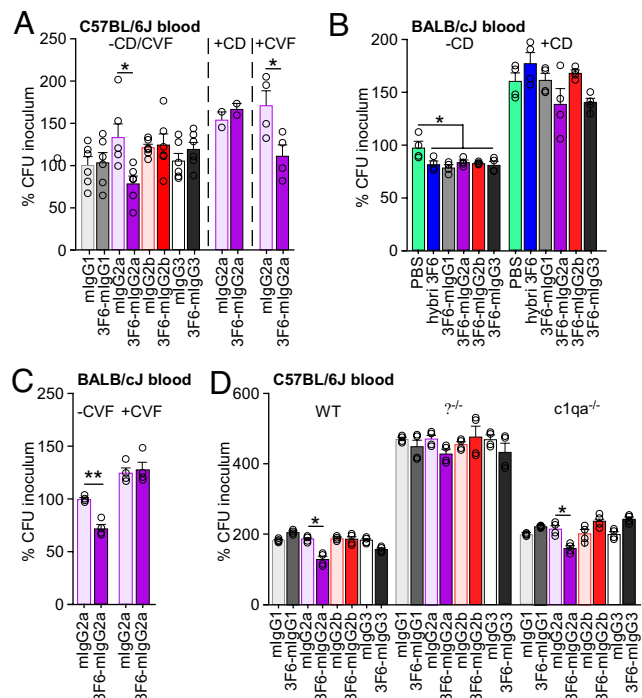 A
C57BL/6J blood
-CD/CVF
+CD
+CVF
% CFU inoculum
200
150
100
50
0
*
*
mIgG1
3F6-mIgG1
mIgG2a
3F6-mIgG2a
mIgG2b
3F6-mIgG2b
mIgG3
3F6-mIgG3
mIgG2a
3F6-mIgG2a
mIgG2a
3F6-mIgG2a
B
BALB/cJ blood
-CD
+CD
% CFU inoculum
200
150
100
50
0
*
PBS
hybri 3F6
3F6-mIgG1
3F6-mIgG2a
3F6-mIgG2b
3F6-mIgG3
PBS
hybri 3F6
3F6-mIgG1
3F6-mIgG2a
3F6-mIgG2b
3F6-mIgG3
C
BALB/cJ blood
-CVF
+CVF
% CFU inoculum
200
150
100
50
0
**
mIgG2a
3F6-mIgG2a
mIgG2a
3F6-mIgG2a
D
C57BL/6J blood
WT
?-/-
c1qa-/-
% CFU inoculum
600
400
200
0
*
*
mIgG1
3F6-mIgG1
mIgG2a
3F6-mIgG2a
mIgG2b
3F6-mIgG2b
mIgG3
3F6-mIgG3
mIgG1
3F6-mIgG1
mIgG2a
3F6-mIgG2a
mIgG2b
3F6-mIgG2b
mIgG3
3F6-mIgG3
mIgG1
3F6-mIgG1
mIgG2a
3F6-mIgG2a
mIgG2b
3F6-mIgG2b
mIgG3
3F6-mIgG3